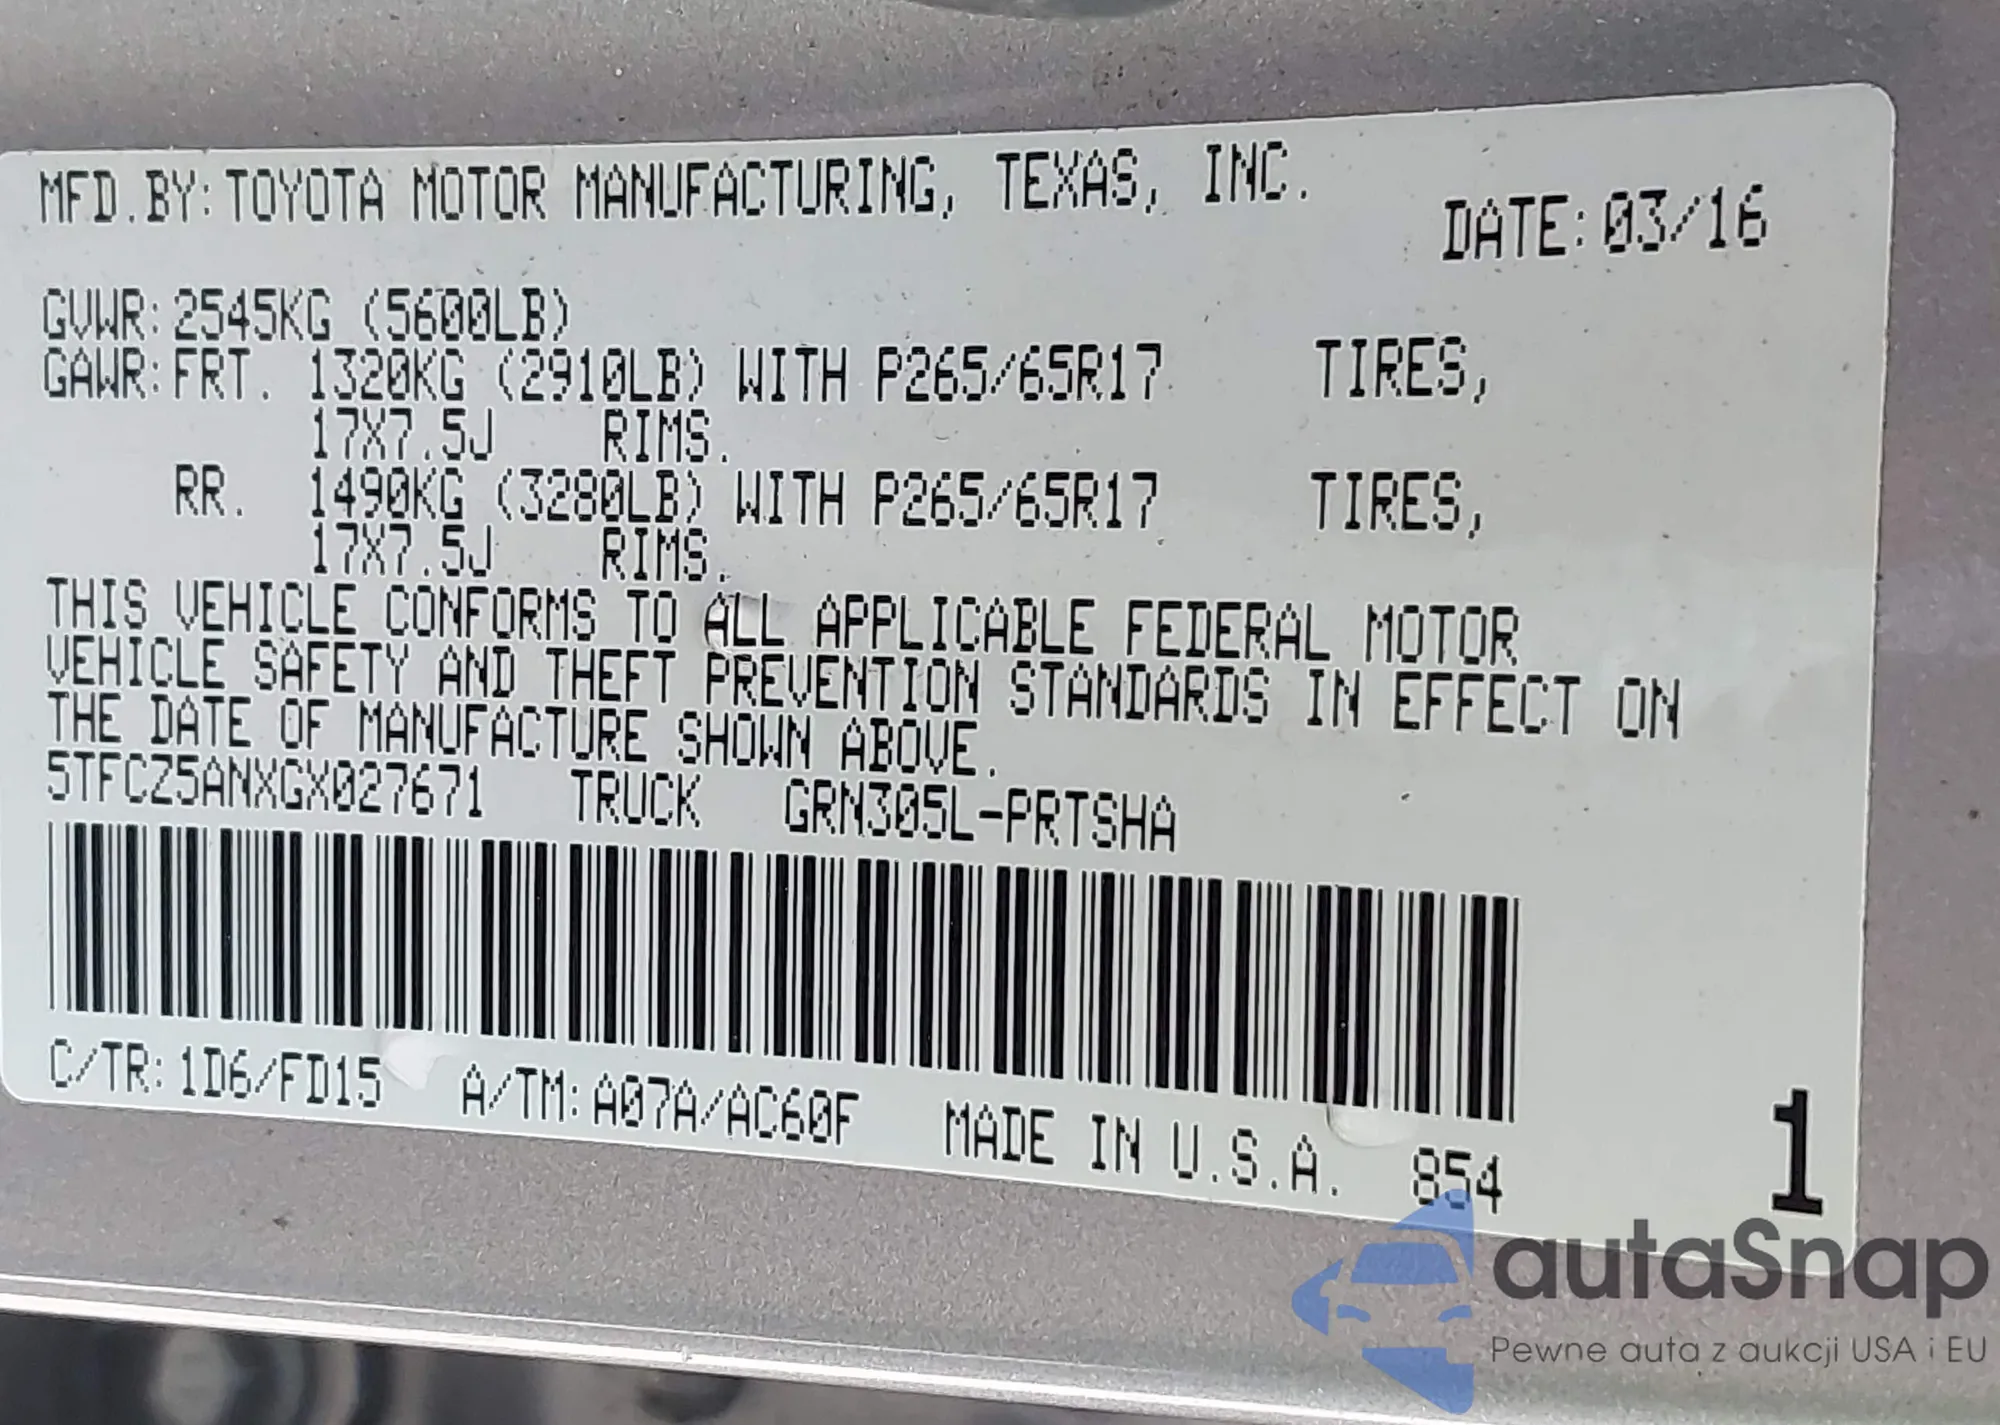 MFD.BY: TOYOTA MOTOR MANUFACTURING, TEXAS, INC. DATE: 03/16
GVWR: 2545KG (5600LB)
GAWR: FRT. 1320KG (2910LB) WITH P265/65R17 TIRES,
17X7.5J RIMS.
RR. 1490KG (3280LB) WITH P265/65R17 TIRES,
17X7.5J RIMS.
THIS VEHICLE CONFORMS TO ALL APPLICABLE FEDERAL MOTOR
VEHICLE SAFETY AND THEFT PREVENTION STANDARDS IN EFFECT ON
THE DATE OF MANUFACTURE SHOWN ABOVE.
5TFCZ5ANXGX027671 TRUCK GRN305L-PRTSHA
C/TR: 1D6/FD15 A/TM: A07A/AC60F MADE IN U.S.A. 854 1
autaSnap
Pewne auta z aukcji USA i EU